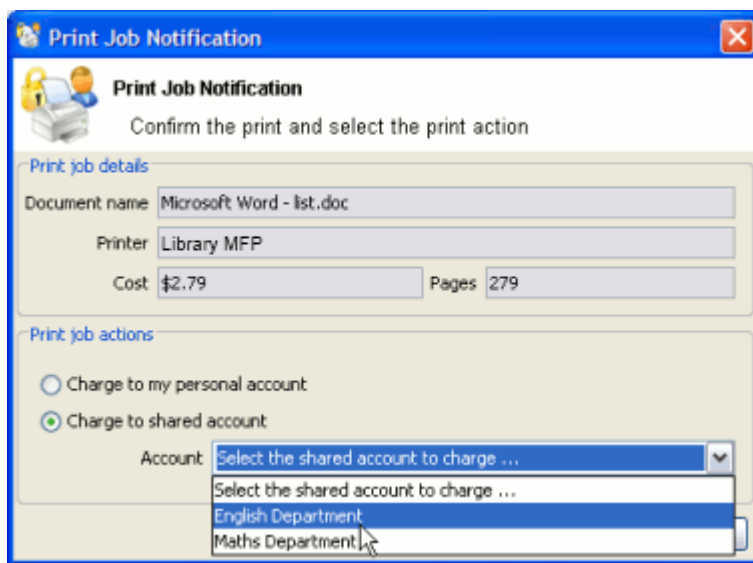 Print Job Notification
Print Job Notification
Confirm the print and select the print action
Print job details
Document name Microsoft Word - list.doc
Printer Library MFP
Cost $2.79 Pages 279
Print job actions
Charge to my personal account
Charge to shared account
Account Select the shared account to charge ...
Select the shared account to charge ...
English Department
Maths Department